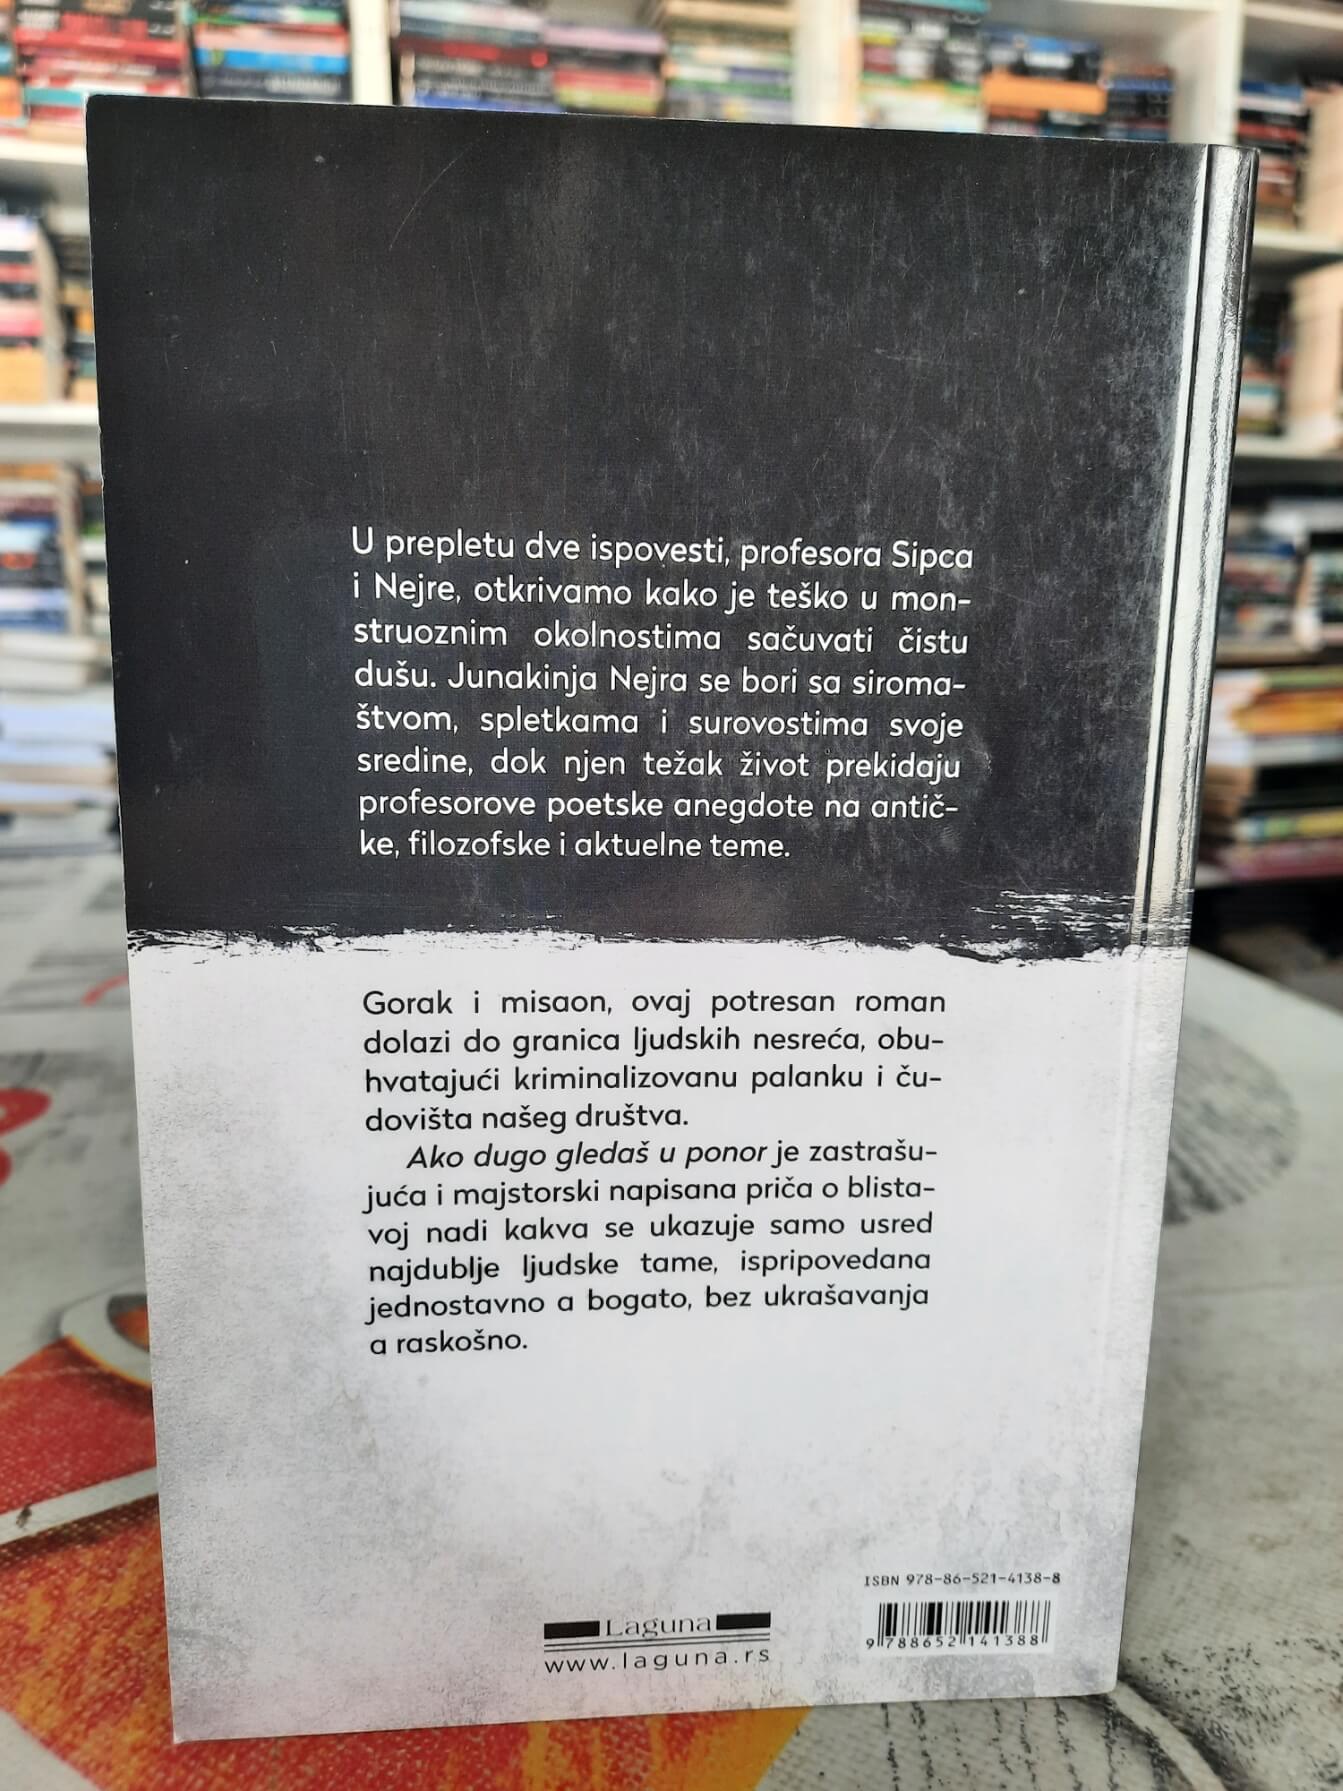 U prepletu dve ispovesti, profesora Sipca
i Nejre, otkrivamo kako je teško u mon-
struoznim okolnostima sačuvati čistu
dušu. Junakinja Nejra se bori sa siroma-
štvom, spletkama i surovostima svoje
sredine, dok njen težak život prekidaju
profesorove poetske anegdote na antič-
ke, filozofske i aktuelne teme.
Gorak i misaon, ovaj potresan roman
dolazi do granica ljudskih nesreća, obu-
hvatajući kriminalizovanu palanku i ču-
dovišta našeg društva.
Ako dugo gledaš u ponor je zastrašu-
juća i majstorski napisana priča o blista-
voj nadi kakva se ukazuje samo usred
najdublje ljudske tame, ispripovedana
jednostavno a bogato, bez ukrašavanja
a raskošno.
ISBN 978-86-521-4138-8
9 788652 141388
Laguna
www.laguna.rs